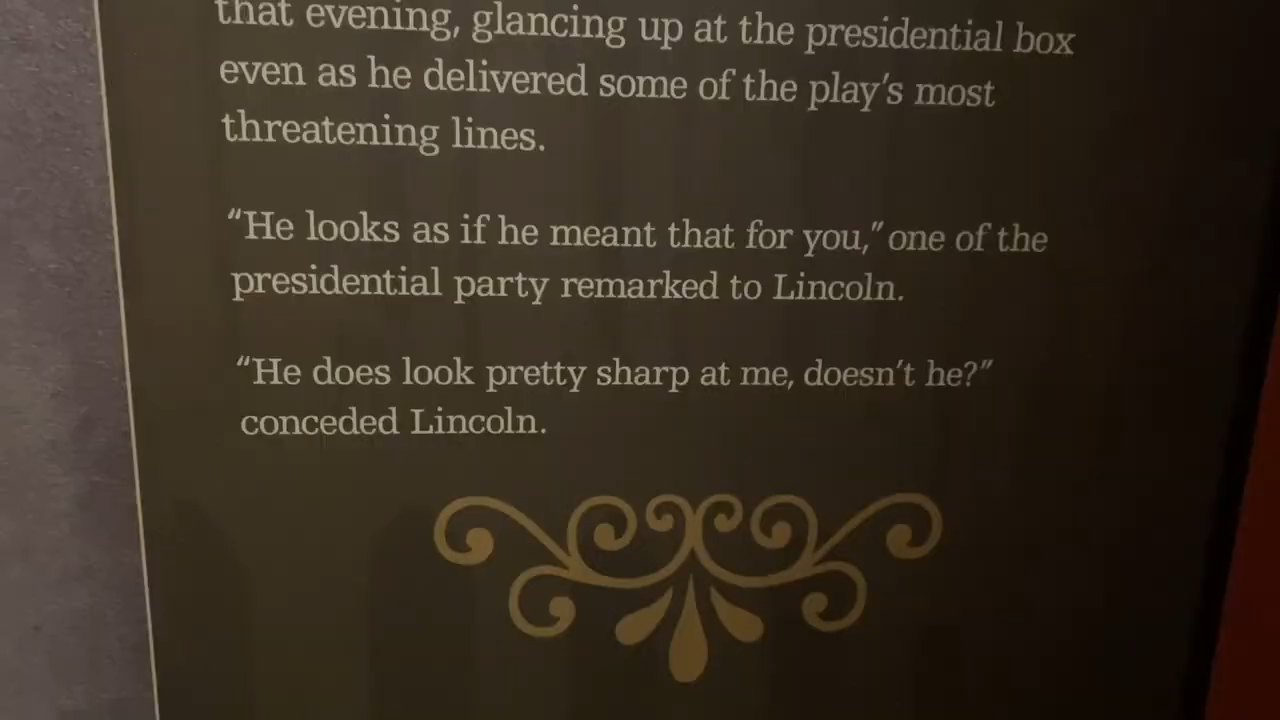 that evening, glancing up at the presidential box
even as he delivered some of the play's most
threatening lines.
“He looks as if he meant that for you,” one of the
presidential party remarked to Lincoln.
“He does look pretty sharp at me, doesn't he?”
conceded Lincoln.